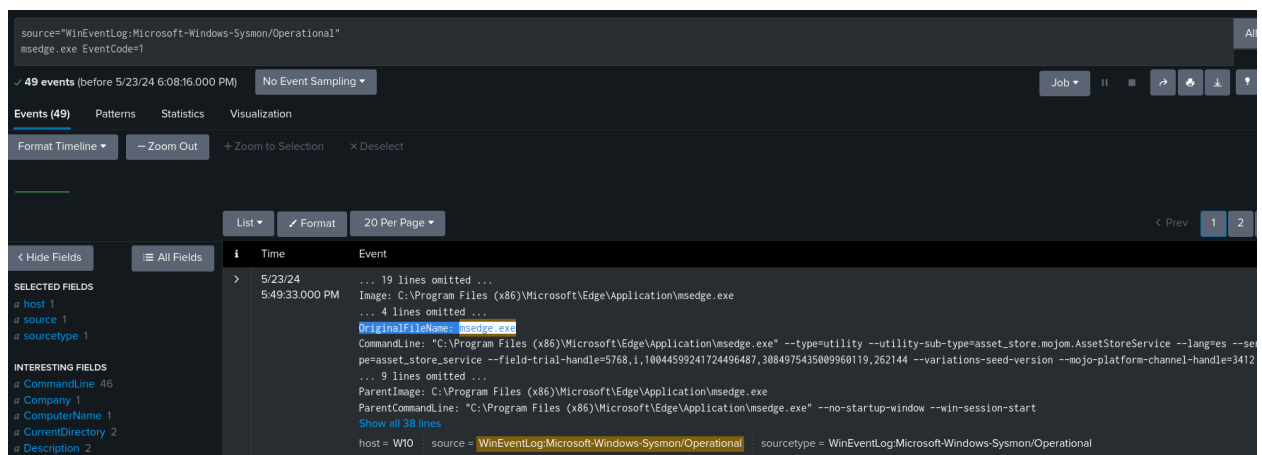 source="WinEventLog:Microsoft-Windows-Sysmon/Operational"
msedge.exe EventCode=1
All
✓ 49 events (before 5/23/24 6:08:16.000 PM)
No Event Sampling ▾
Job ▾
Events (49)
Patterns
Statistics
Visualization
Format Timeline ▾
— Zoom Out
+ Zoom to Selection
× Deselect
List ▾
Format
20 Per Page ▾
< Prev
1
2
< Hide Fields
All Fields
i
Time
Event
SELECTED FIELDS
a host 1
a source 1
a sourcetype 1
INTERESTING FIELDS
a CommandLine 46
a Company 1
a ComputerName 1
a CurrentDirectory 2
a Description 2
>
5/23/24
5:49:33.000 PM
... 19 lines omitted ...
Image: C:\Program Files (x86)\Microsoft\Edge\Application\msedge.exe
... 4 lines omitted ...
OriginalFileName: msedge.exe
CommandLine: "C:\Program Files (x86)\Microsoft\Edge\Application\msedge.exe" --type=utility --utility-sub-type=asset_store.mojom.AssetStoreService --lang=es --ser
pe=asset_store_service --field-trial-handle=5768,i,10044599241724496487,3084975435009960119,262144 --variations-seed-version --mojo-platform-channel-handle=3412
... 9 lines omitted ...
ParentImage: C:\Program Files (x86)\Microsoft\Edge\Application\msedge.exe
ParentCommandLine: "C:\Program Files (x86)\Microsoft\Edge\Application\msedge.exe" --no-startup-window --win-session-start
Show all 38 lines
host = W10
source = WinEventLog:Microsoft-Windows-Sysmon/Operational
sourcetype = WinEventLog:Microsoft-Windows-Sysmon/Operational